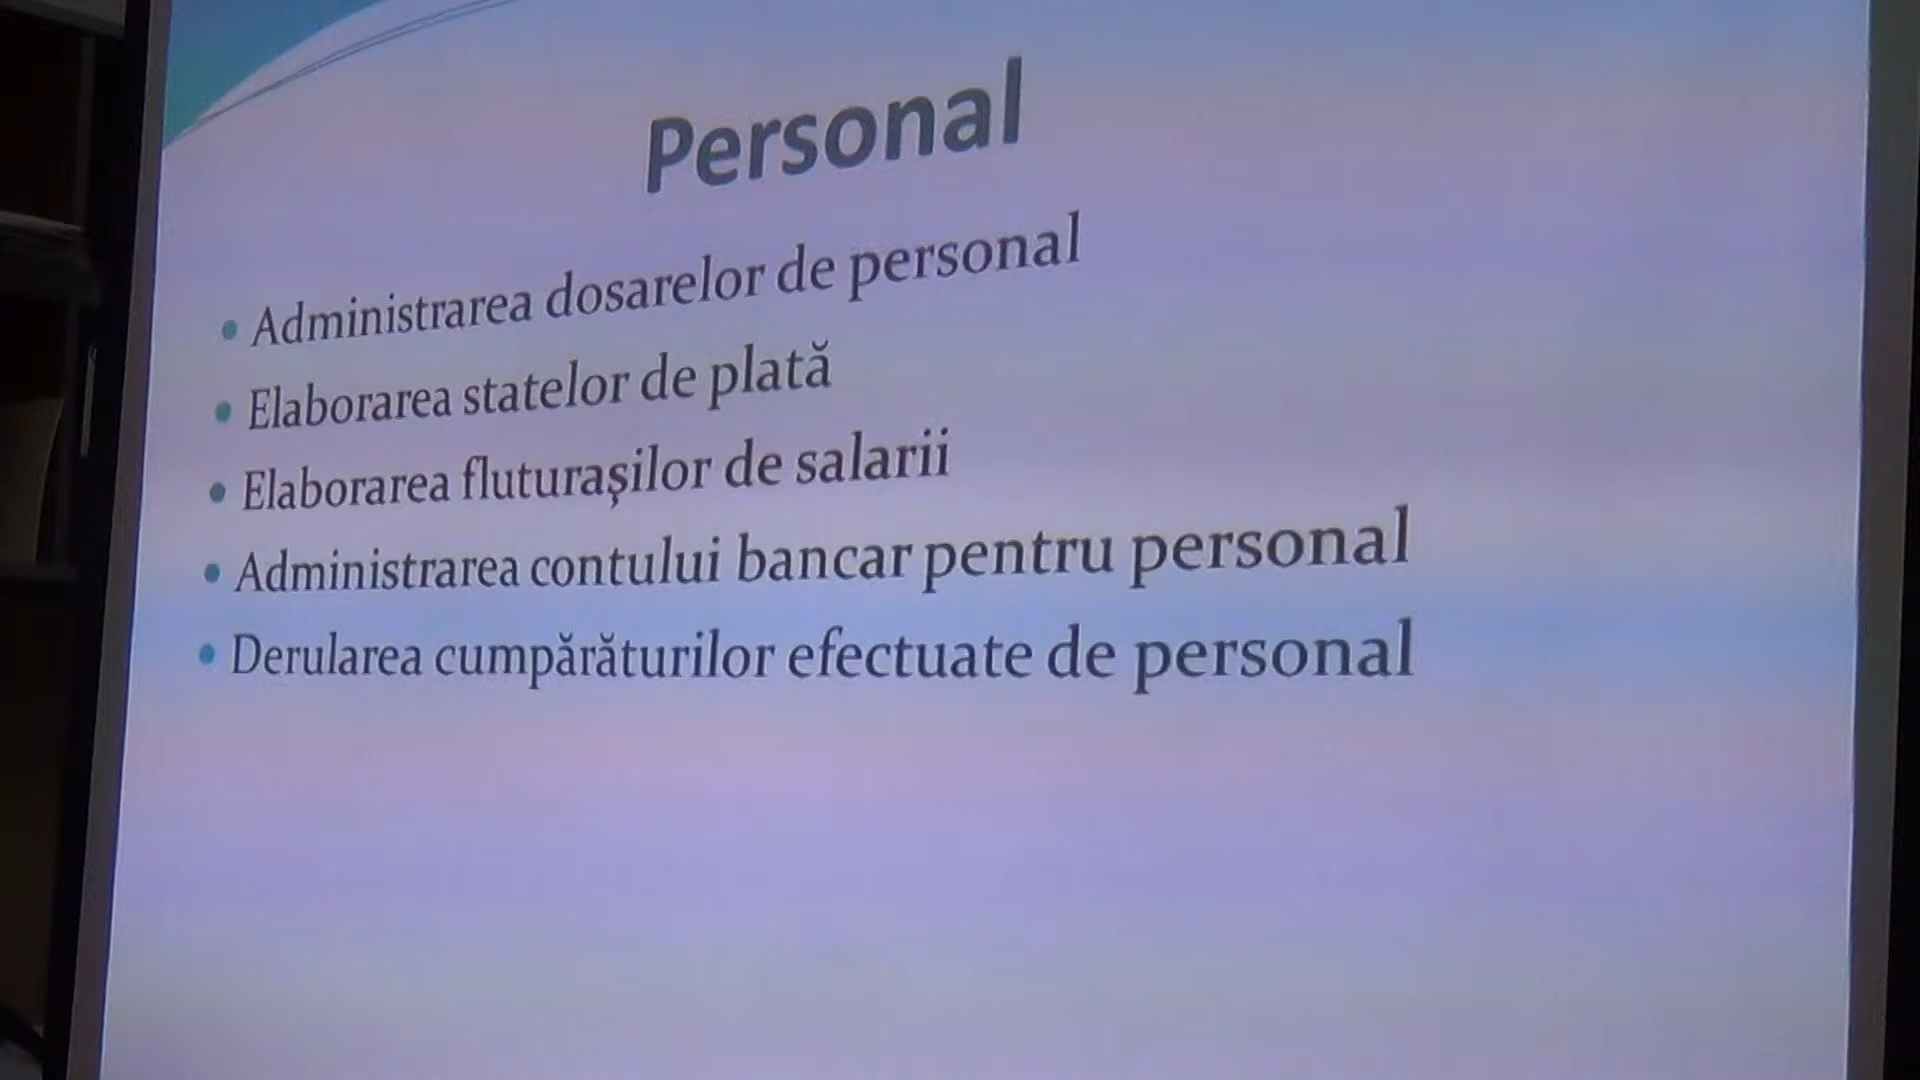 Personal
• Administrarea dosarelor de personal
• Elaborarea statelor de plată
• Elaborarea fluturaşilor de salarii
• Administrarea contului bancar pentru personal
• Derularea cumpărăturilor efectuate de personal